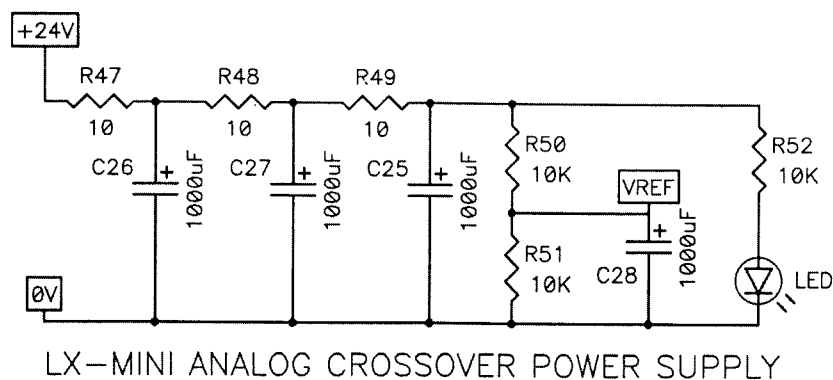 +24V
R47
10
R48
10
R49
10
C26
+
1000uF
C27
+
1000uF
C25
+
1000uF
R50
10K
R51
10K
VREF
C28
+
1000uF
R52
10K
LED
0V
LX-MINI ANALOG CROSSOVER POWER SUPPLY